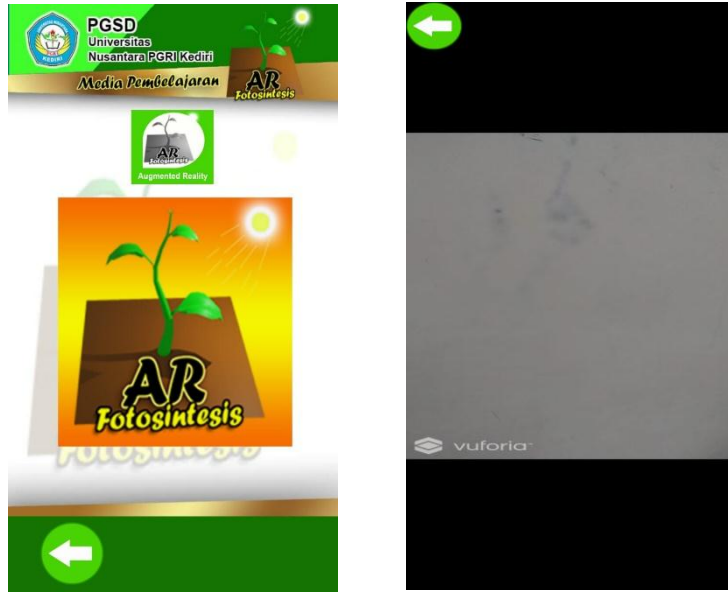 PGSD
Universitas
Nusantara PGRI Kediri
Media Pembelajaran
AR
Fotosintesis
AR
Fotosintesis
Augmented Reality
AR
Fotosintesis
vuforia